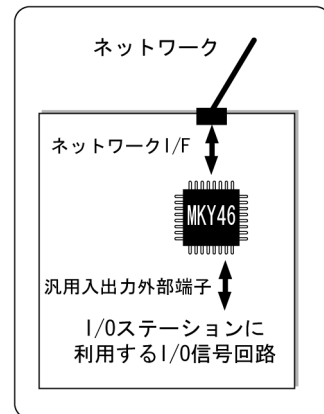 ネットワーク
ネットワークI/F
MKY46
汎用入出力外部端子
I/Oステーションに
利用するI/O信号回路